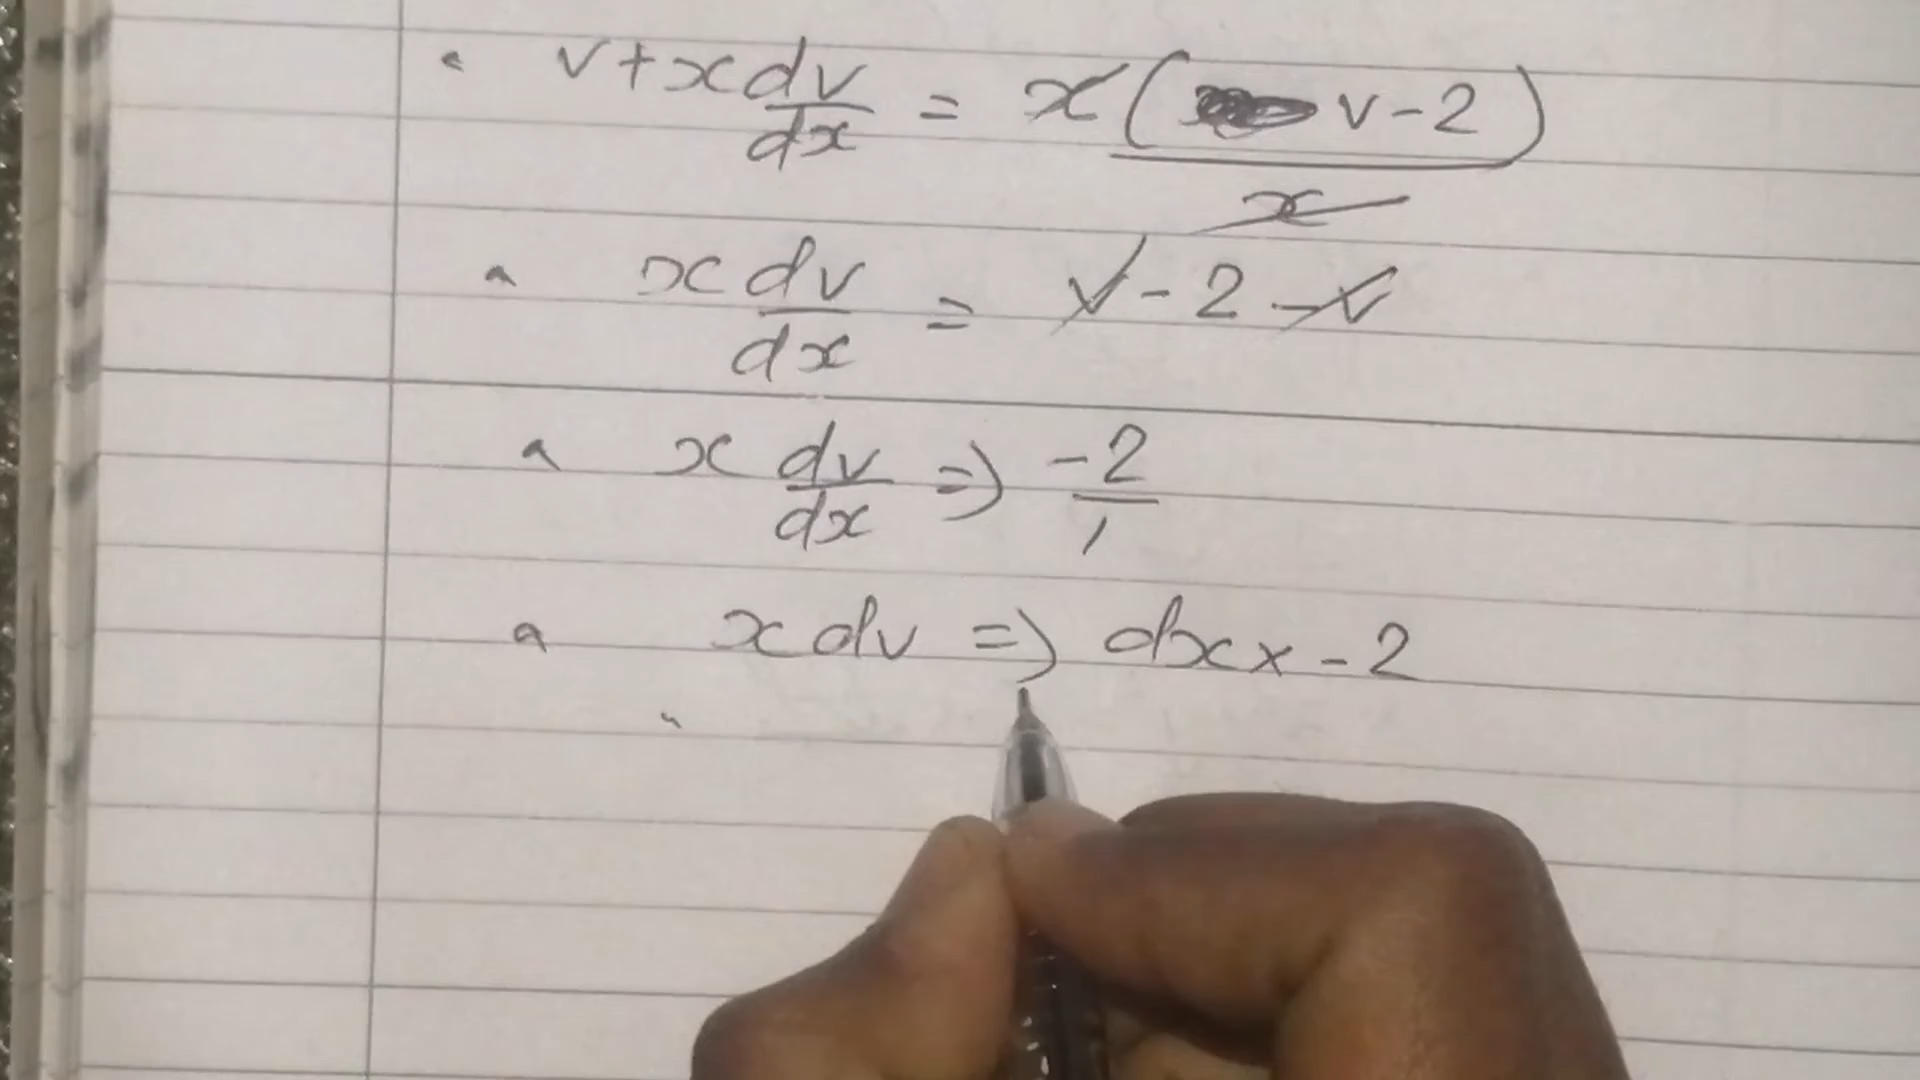 v+x dv/dx = x(v-2)/x
x dv/dx = v-2-v
x dv/dx => -2/1
x dv => dx x -2